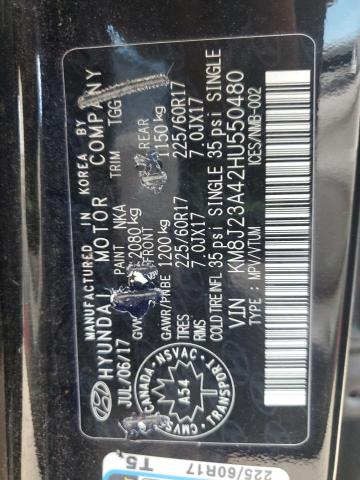 MANUFACTURED IN KOREA BY
HYUNDAI MOTOR COMPANY
JUL/06/17 PAINT NKA TRIM TGG
GVW 2080 kg
FRONT REAR
GAWR/PNBE 1200 kg 1150 kg
TIRES 225/60R17 225/60R17
RIMS 7.0JX17 7.0JX17
COLD TIRE INFL 35 psi SINGLE 35 psi SINGLE
V.I.N KM8J23A42HU550480
TYPE: MPV/VTUM ICES/NMB-002
CANADA · NSVAC · TRANSPORT · CMVSS
A54
225/60R17
T5